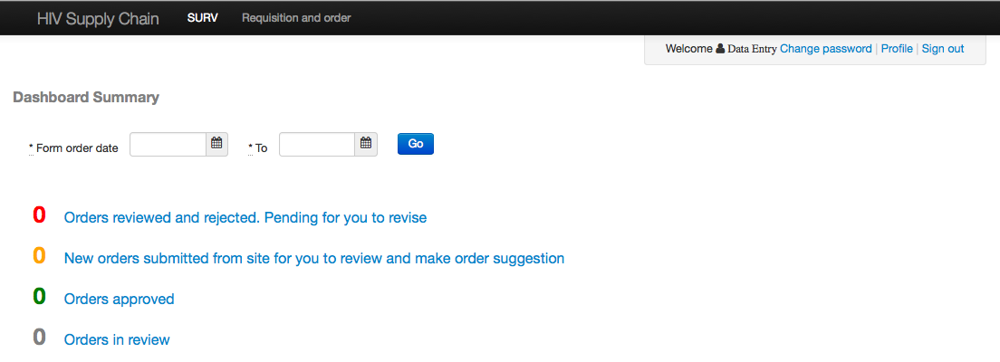 HIV Supply Chain SURV Requisition and order
Welcome Data Entry Change password | Profile | Sign out
Dashboard Summary
* Form order date * To Go
0 Orders reviewed and rejected. Pending for you to revise
0 New orders submitted from site for you to review and make order suggestion
0 Orders approved
0 Orders in review